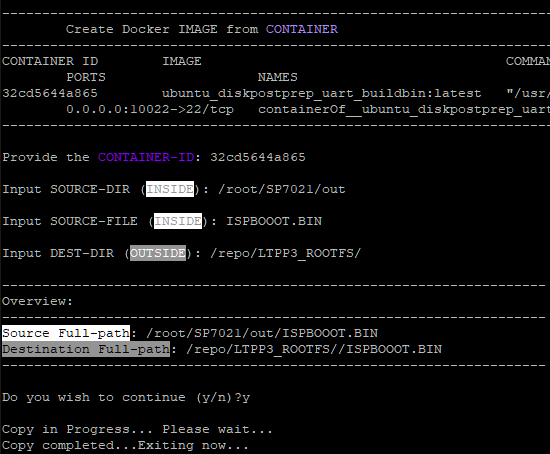 ----------------------------------------------------------------------
Create Docker IMAGE from CONTAINER
----------------------------------------------------------------------
CONTAINER ID        IMAGE                                      COMMAN
        PORTS                   NAMES
32cd5644a865        ubuntu_diskpostprep_uart_buildbin:latest   "/usr/
        0.0.0.0:10022->22/tcp   containerOf__ubuntu_diskpostprep_uart
----------------------------------------------------------------------
Provide the CONTAINER-ID: 32cd5644a865
Input SOURCE-DIR (INSIDE): /root/SP7021/out
Input SOURCE-FILE (INSIDE): ISPBOOOT.BIN
Input DEST-DIR (OUTSIDE): /repo/LTPP3_ROOTFS/
----------------------------------------------------------------------
Overview:
----------------------------------------------------------------------
Source Full-path: /root/SP7021/out/ISPBOOOT.BIN
Destination Full-path: /repo/LTPP3_ROOTFS//ISPBOOOT.BIN
----------------------------------------------------------------------
Do you wish to continue (y/n)?y
Copy in Progress... Please wait...
Copy completed...Exiting now...